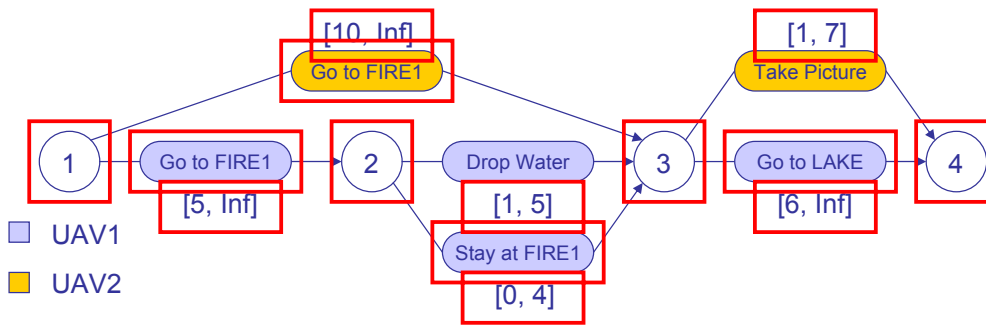 [10, Inf]
[1, 7]
Go to FIRE1
Take Picture
1
Go to FIRE1
2
Drop Water
3
Go to LAKE
4
[5, Inf]
[1, 5]
[6, Inf]
UAV1
Stay at FIRE1
UAV2
[0, 4]